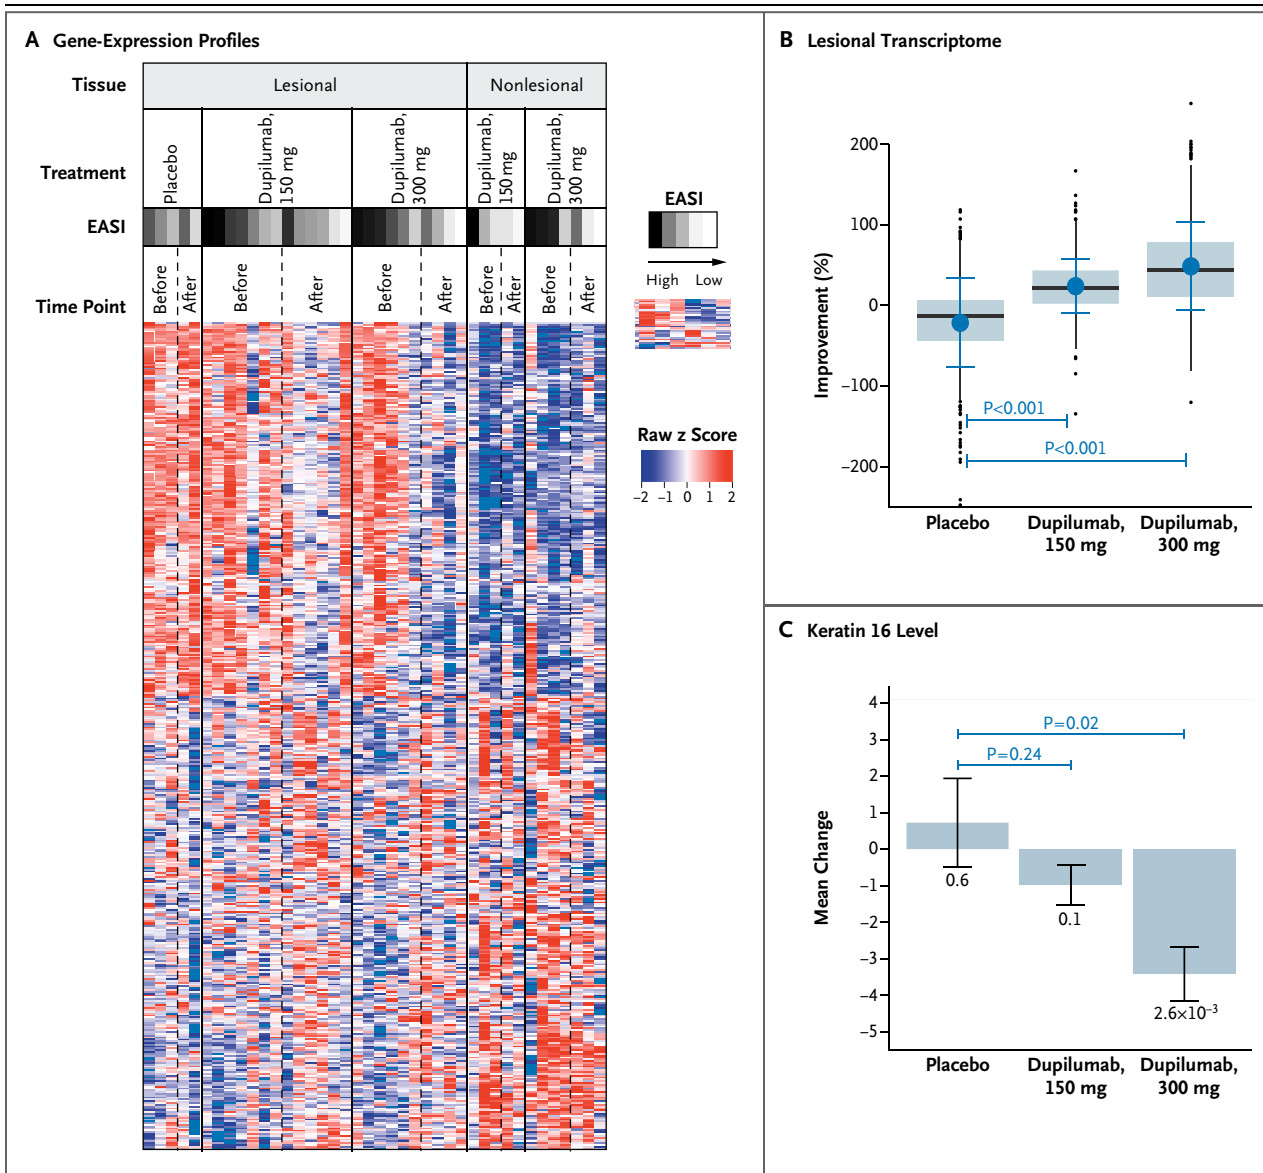 A Gene-Expression Profiles
Tissue
Lesional
Nonlesional
Treatment
Placebo
Dupilumab,
150 mg
Dupilumab,
300 mg
Dupilumab,
150 mg
Dupilumab,
300 mg
EASI
Time Point
Before
After
Before
After
Before
After
Before
After
Before
After
EASI
High Low
Raw z Score
−2 −1 0 1 2
B Lesional Transcriptome
Improvement (%)
200
100
0
−100
−200
P<0.001
P<0.001
Placebo
Dupilumab,
150 mg
Dupilumab,
300 mg
C Keratin 16 Level
Mean Change
4
3
2
1
0
−1
−2
−3
−4
−5
P=0.02
P=0.24
0.6
0.1
2.6×10⁻³
Placebo
Dupilumab,
150 mg
Dupilumab,
300 mg